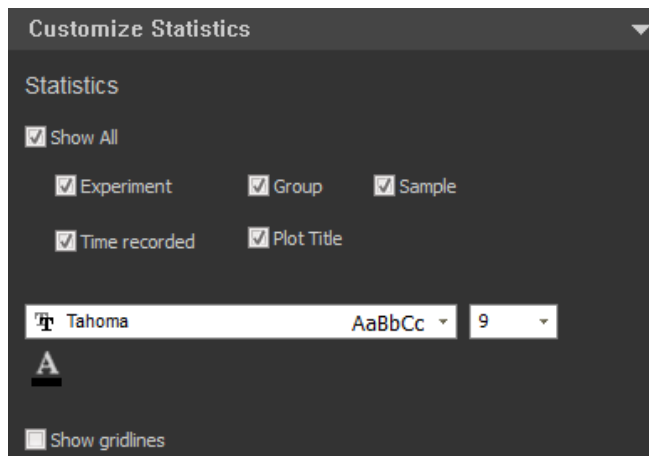 Customize Statistics
Statistics
Show All
Experiment Group Sample
Time recorded Plot Title
Tahoma AaBbCc 9
A
Show gridlines